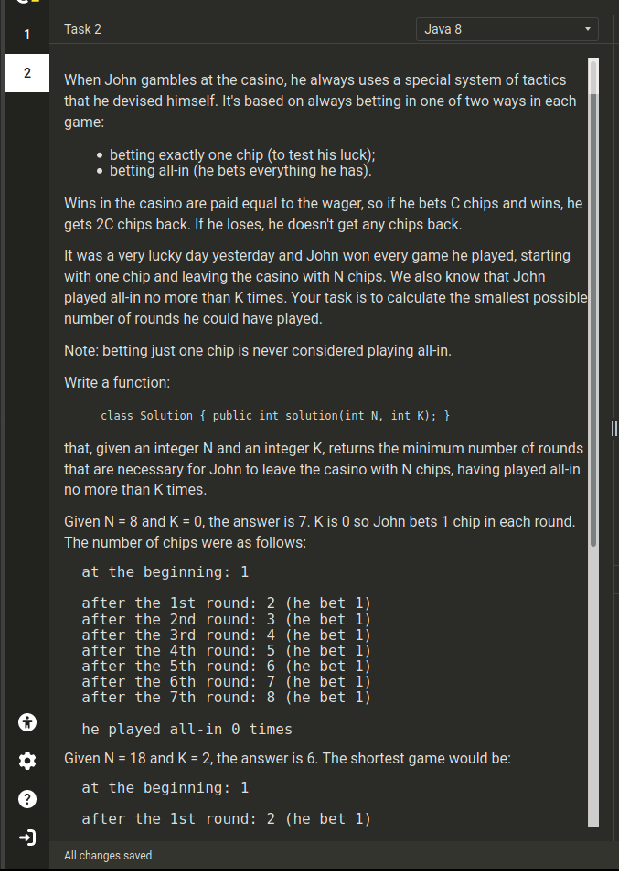 1
Task 2
Java 8
2
When John gambles at the casino, he always uses a special system of tactics
that he devised himself. It's based on always betting in one of two ways in each
game:
• betting exactly one chip (to test his luck);
• betting all-in (he bets everything he has).
Wins in the casino are paid equal to the wager, so if he bets C chips and wins, he
gets 2C chips back. If he loses, he doesn't get any chips back.
It was a very lucky day yesterday and John won every game he played, starting
with one chip and leaving the casino with N chips. We also know that John
played all-in no more than K times. Your task is to calculate the smallest possible
number of rounds he could have played.
Note: betting just one chip is never considered playing all-in.
Write a function:
class Solution { public int solution(int N, int K); }
that, given an integer N and an integer K, returns the minimum number of rounds
that are necessary for John to leave the casino with N chips, having played all-in
no more than K times.
Given N = 8 and K = 0, the answer is 7. K is 0 so John bets 1 chip in each round.
The number of chips were as follows:
at the beginning: 1
after the 1st round: 2 (he bet 1)
after the 2nd round: 3 (he bet 1)
after the 3rd round: 4 (he bet 1)
after the 4th round: 5 (he bet 1)
after the 5th round: 6 (he bet 1)
after the 6th round: 7 (he bet 1)
after the 7th round: 8 (he bet 1)
he played all-in 0 times
Given N = 18 and K = 2, the answer is 6. The shortest game would be:
at the beginning: 1
after the 1st round: 2 (he bet 1)
All changes saved